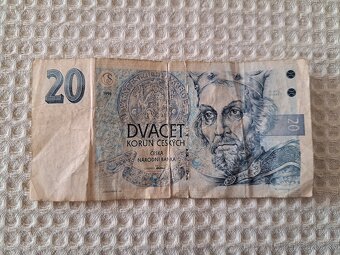 20
DVACET
KORUN ČESKÝCH
ČESKÁ
NÁRODNÍ BANKA
20